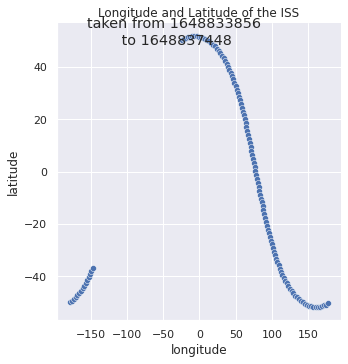 Longitude and Latitude of the ISS
taken from 1648833856
to 1648837448
latitude
40
20
0
−20
−40
−150 −100 −50 0 50 100 150
longitude